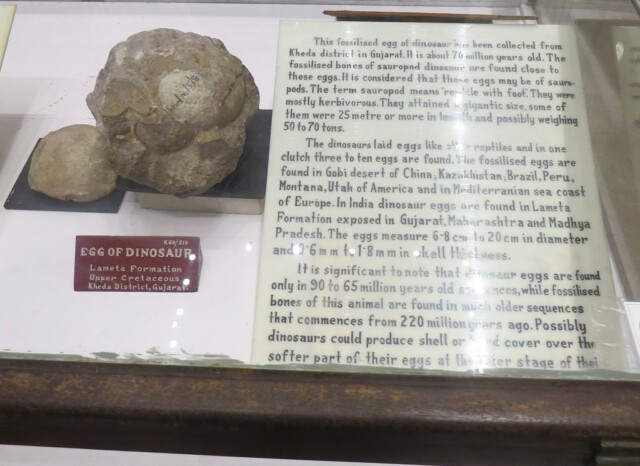 K60/510
EGG OF DINOSAUR
Lameta Formation
Upper Cretaceous
Kheda District, Gujarat.
This fossilised egg of dinosaur has been collected from
Kheda district in Gujarat. It is about 70 million years old. The
fossilised bones of sauropod dinosaur are found close to
these eggs. It is considered that these eggs may be of sauro-
pods. The term sauropod means 'reptile with foot'. They were
mostly herbivorous. They attained a gigantic size, some of
them were 25 metre or more in length and possibly weighing
50 to 70 tons.
The dinosaurs laid eggs like other reptiles and in one
clutch three to ten eggs are found. The fossilised eggs are
found in Gobi desert of China, Kazakhistan, Brazil, Peru,
Montana, Utah of America and in Mediterranean sea coast
of Europe. In India dinosaur eggs are found in Lameta
Formation exposed in Gujarat, Maharashtra and Madhya
Pradesh. The eggs measure 6·8 cm to 20 cm in diameter
and 0·6 mm to 1·8 mm in shell thickness.
It is significant to note that dinosaur eggs are found
only in 90 to 65 million years old sequences, while fossilised
bones of this animal are found in much older sequences
that commences from 220 million years ago. Possibly
dinosaurs could produce shell or hard cover over the
softer part of their eggs at the later stage of thei